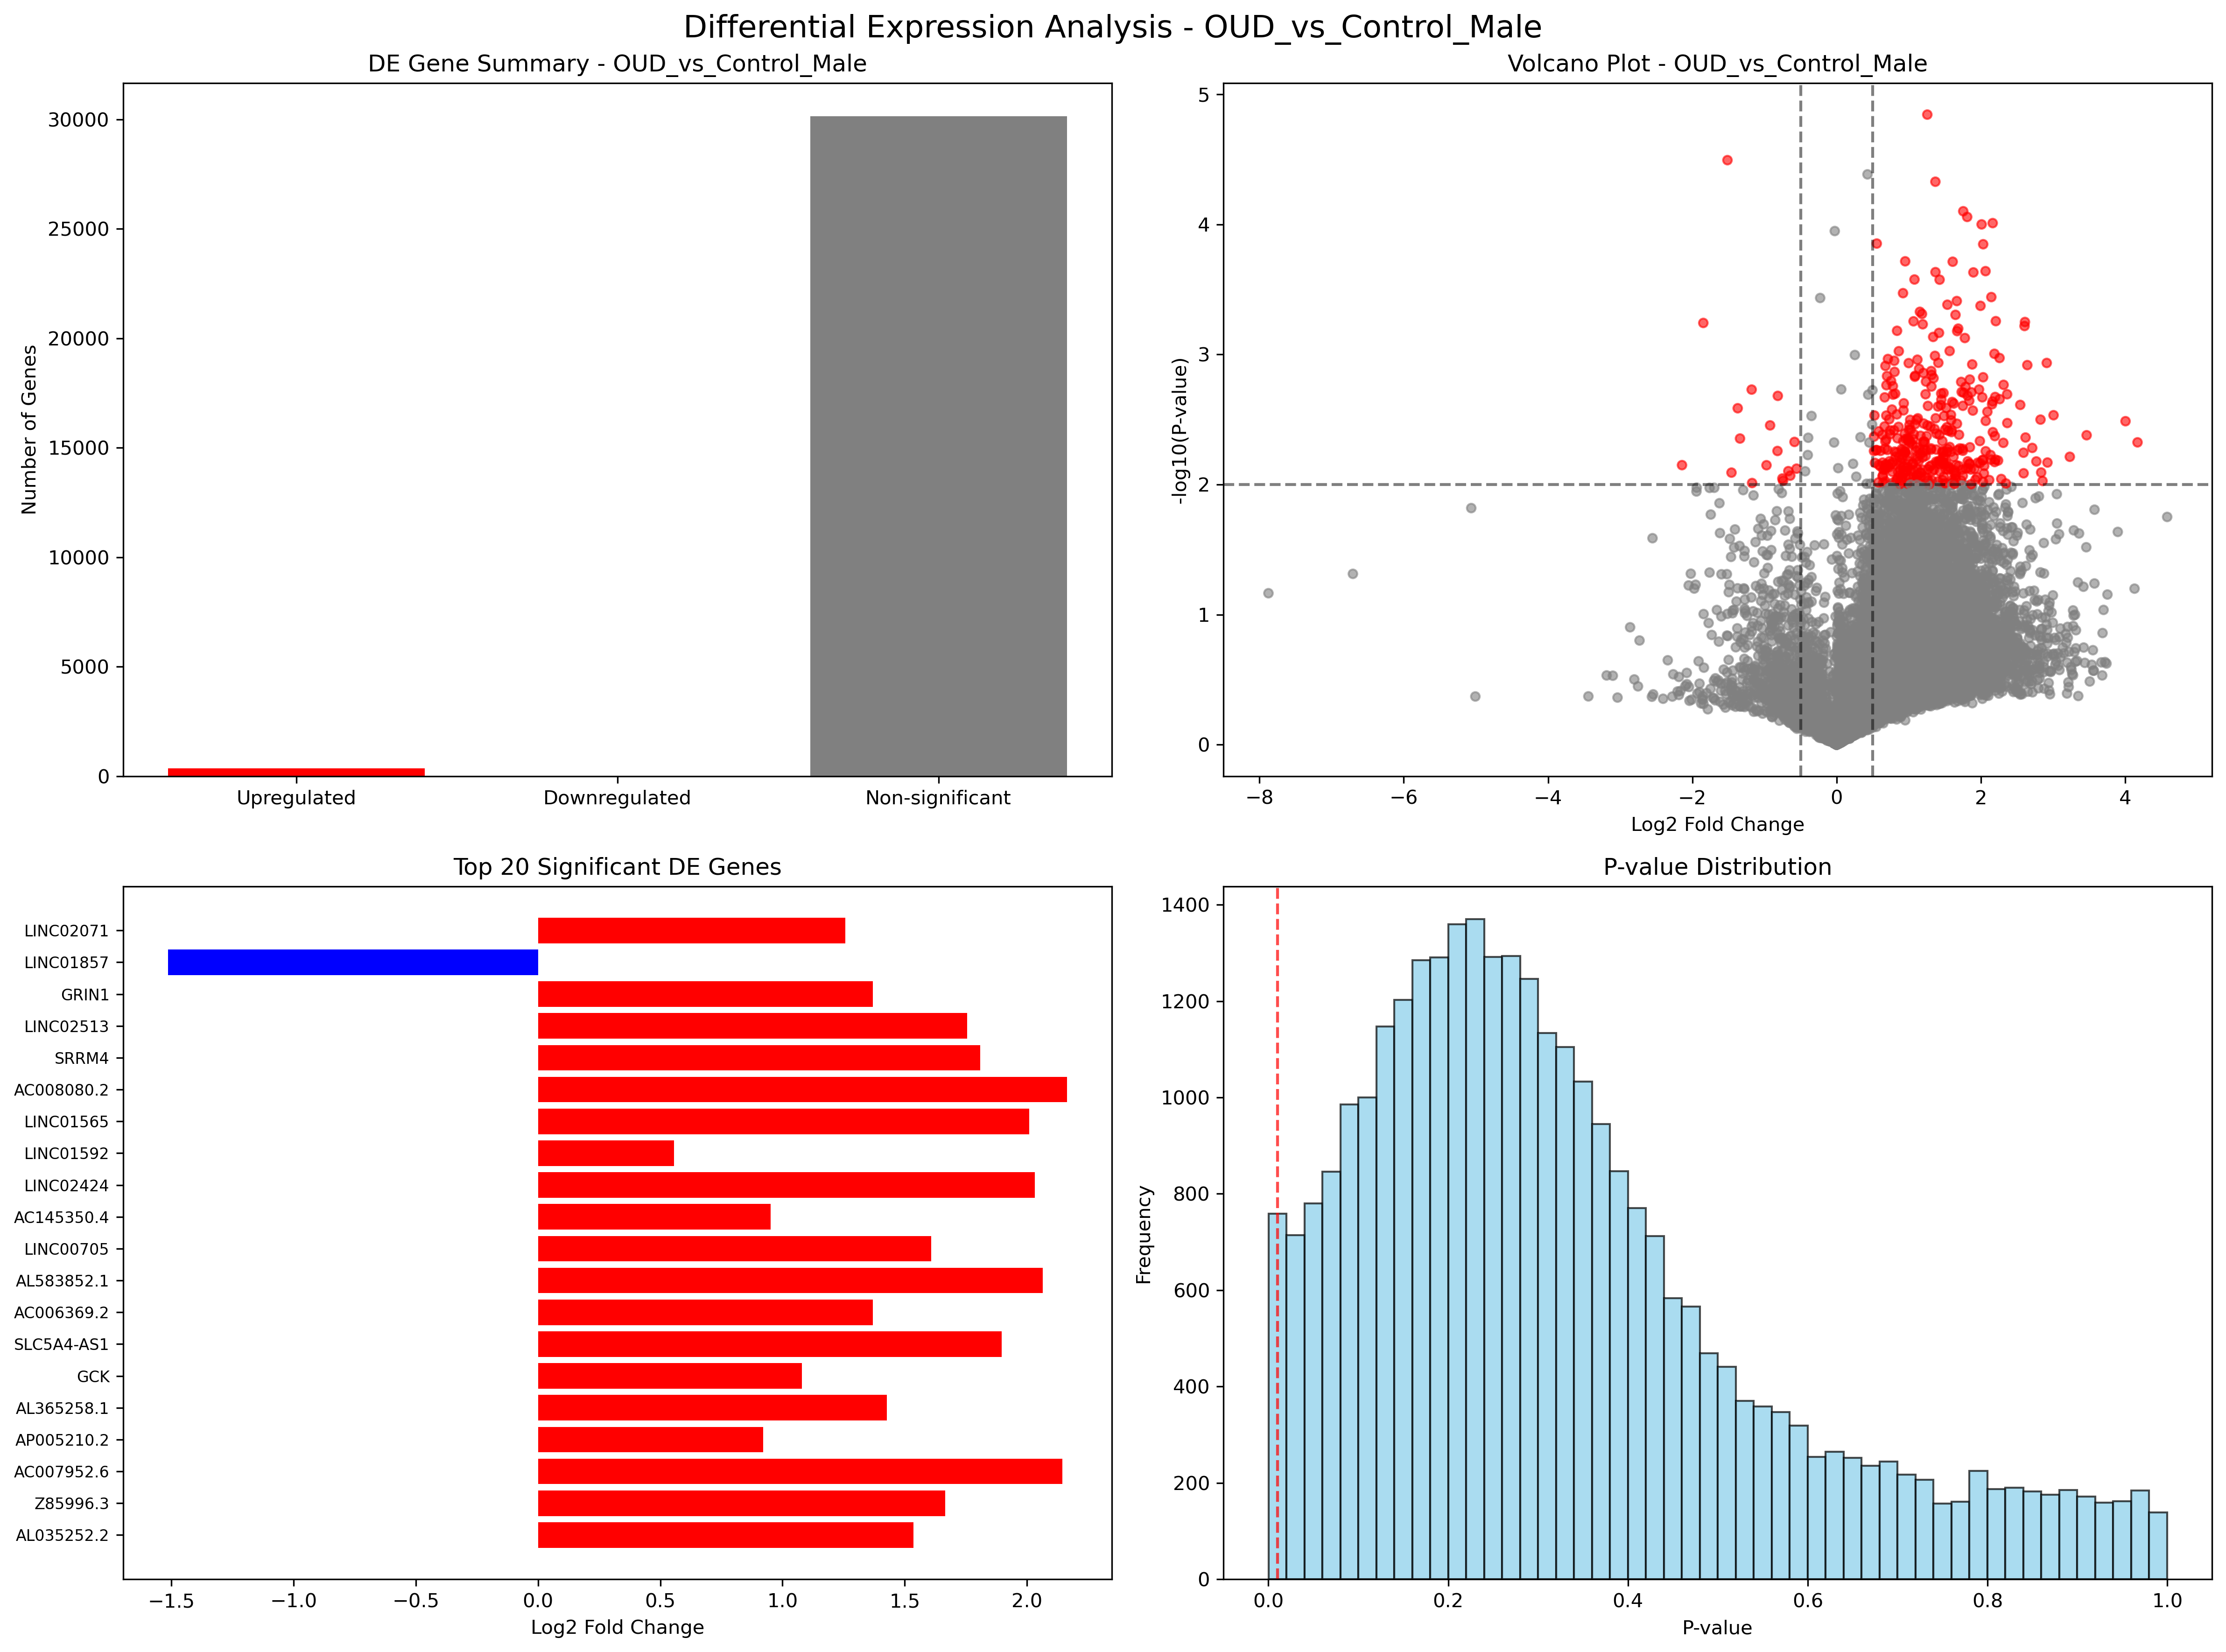 Differential Expression Analysis - OUD_vs_Control_Male
DE Gene Summary - OUD_vs_Control_Male
Number of Genes
30000
25000
20000
15000
10000
5000
0
Upregulated
Downregulated
Non-significant
Volcano Plot - OUD_vs_Control_Male
-log10(P-value)
5
4
3
2
1
0
−8
−6
−4
−2
0
2
4
Log2 Fold Change
Top 20 Significant DE Genes
LINC02071
LINC01857
GRIN1
LINC02513
SRRM4
AC008080.2
LINC01565
LINC01592
LINC02424
AC145350.4
LINC00705
AL583852.1
AC006369.2
SLC5A4-AS1
GCK
AL365258.1
AP005210.2
AC007952.6
Z85996.3
AL035252.2
−1.5
−1.0
−0.5
0.0
0.5
1.0
1.5
2.0
Log2 Fold Change
P-value Distribution
Frequency
1400
1200
1000
800
600
400
200
0
0.0
0.2
0.4
0.6
0.8
1.0
P-value